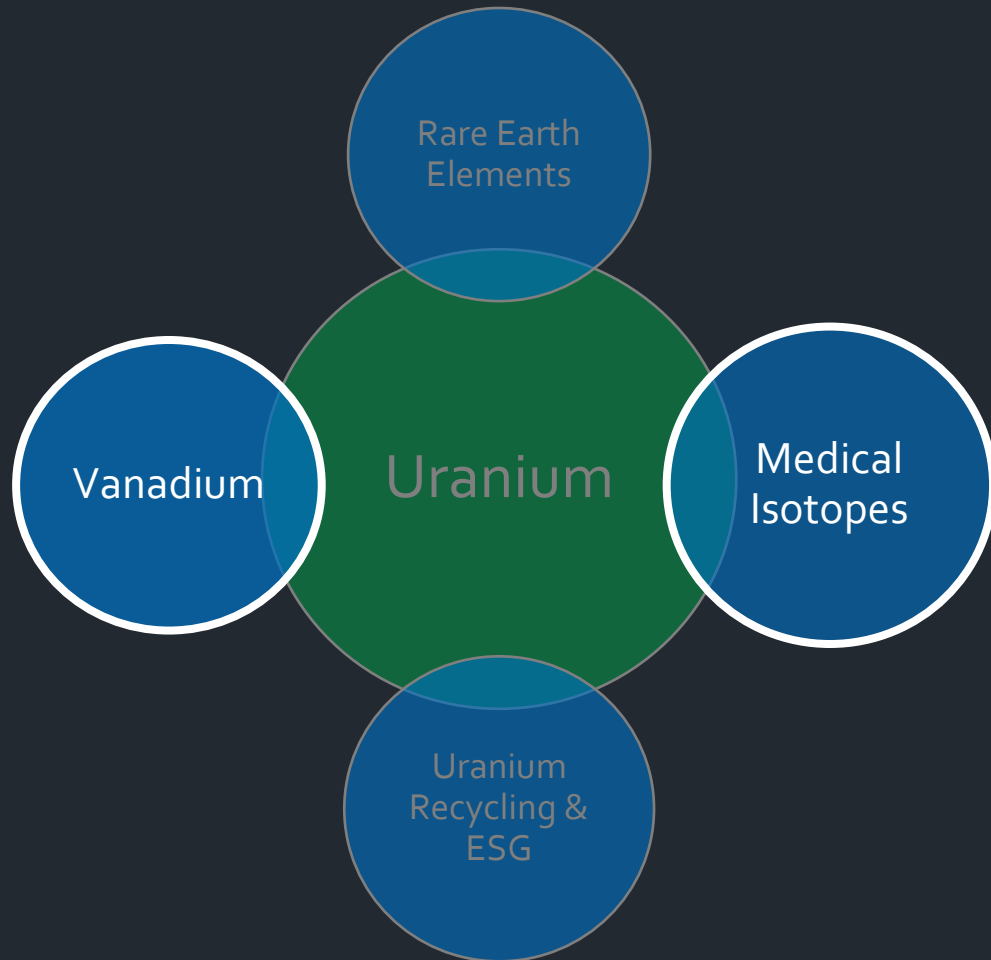 Rare Earth
Elements
Vanadium
Uranium
Medical
Isotopes
Uranium
Recycling &
ESG